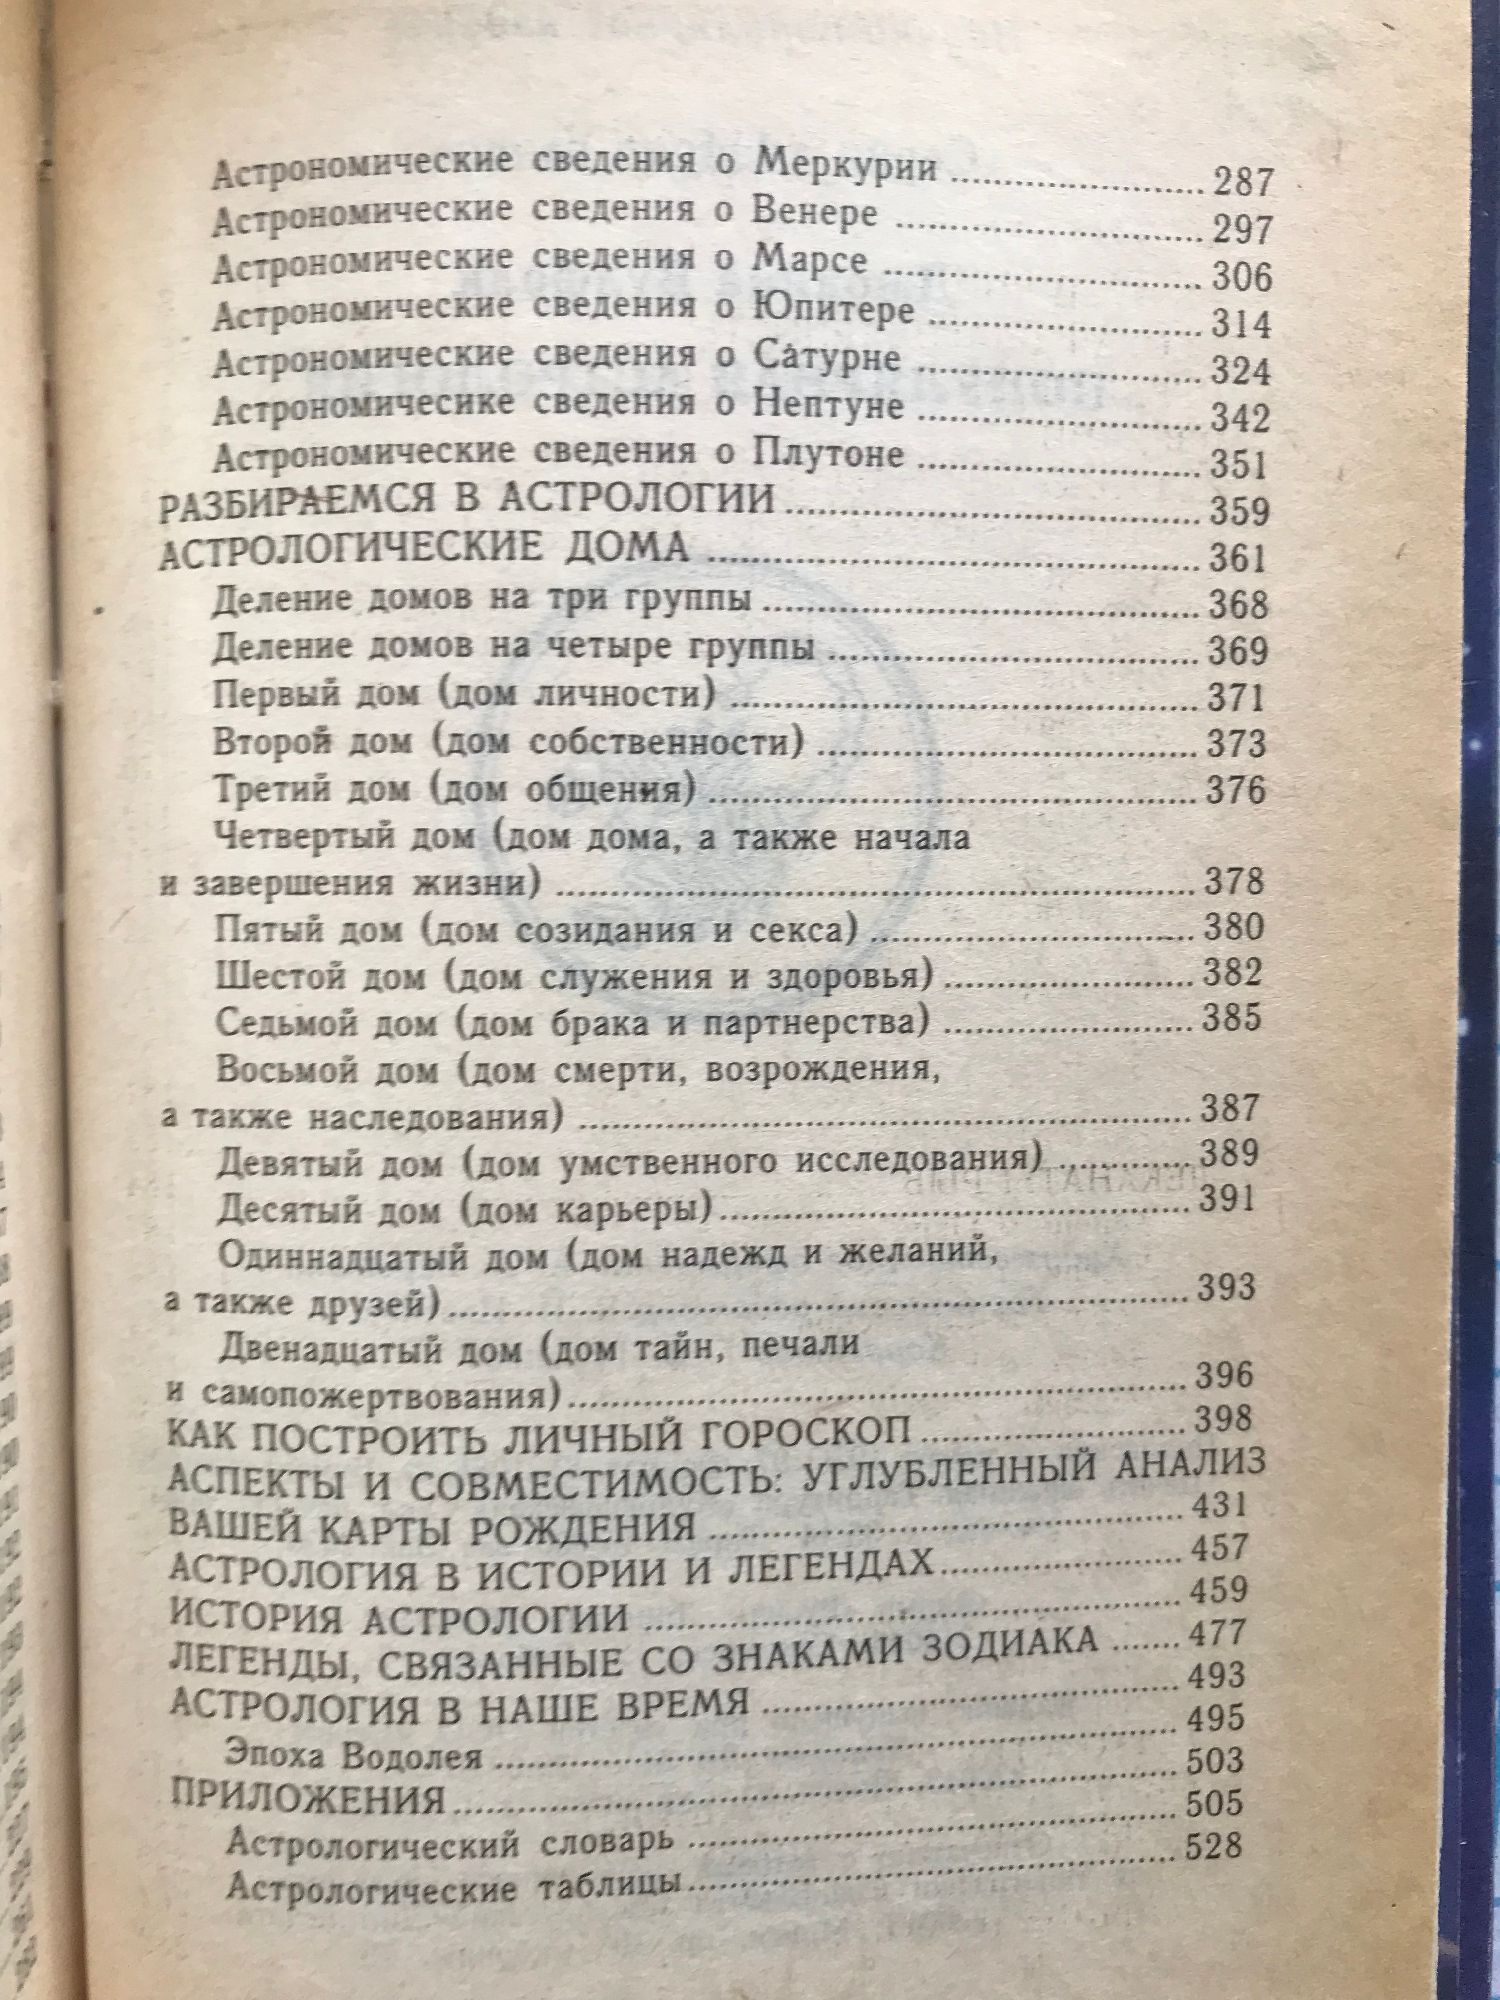 Астрономические сведения о Меркурии ........................ 287
Астрономические сведения о Венере ............................. 297
Астрономические сведения о Марсе .............................. 306
Астрономические сведения о Юпитере .......................... 314
Астрономические сведения о Сатурне ........................... 324
Астрономичесике сведения о Нептуне ........................... 342
Астрономические сведения о Плутоне ........................... 351
РАЗБИРАЕМСЯ В АСТРОЛОГИИ ........................................ 359
АСТРОЛОГИЧЕСКИЕ ДОМА ............................................... 361
Деление домов на три группы .......................................... 368
Деление домов на четыре группы .................................... 369
Первый дом (дом личности) ............................................. 371
Второй дом (дом собственности) ..................................... 373
Третий дом (дом общения) ............................................... 376
Четвертый дом (дом дома, а также начала
и завершения жизни) ............................................................. 378
Пятый дом (дом созидания и секса) ............................... 380
Шестой дом (дом служения и здоровья) ........................ 382
Седьмой дом (дом брака и партнерства) ........................ 385
Восьмой дом (дом смерти, возрождения,
а также наследования) .......................................................... 387
Девятый дом (дом умственного исследования) ............. 389
Десятый дом (дом карьеры) ............................................. 391
Одиннадцатый дом (дом надежд и желаний,
а также друзей) ....................................................................... 393
Двенадцатый дом (дом тайн, печали
и самопожертвования) ........................................................... 396
КАК ПОСТРОИТЬ ЛИЧНЫЙ ГОРОСКОП .......................... 398
АСПЕКТЫ И СОВМЕСТИМОСТЬ: УГЛУБЛЕННЫЙ АНАЛИЗ
ВАШЕЙ КАРТЫ РОЖДЕНИЯ .............................................. 431
АСТРОЛОГИЯ В ИСТОРИИ И ЛЕГЕНДАХ ........................ 457
ИСТОРИЯ АСТРОЛОГИИ .................................................... 459
ЛЕГЕНДЫ, СВЯЗАННЫЕ СО ЗНАКАМИ ЗОДИАКА ....... 477
АСТРОЛОГИЯ В НАШЕ ВРЕМЯ ......................................... 493
Эпоха Водолея ................................................................... 495
ПРИЛОЖЕНИЯ ..................................................................... 503
Астрологический словарь ................................................ 505
Астрологические таблицы ................................................ 528